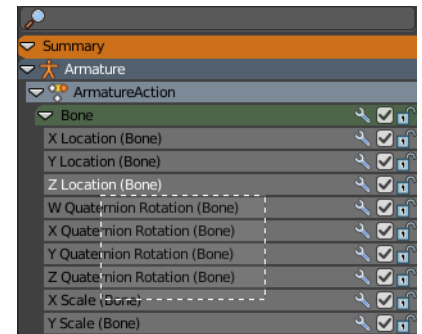 Summary
Armature
ArmatureAction
Bone
X Location (Bone)
Y Location (Bone)
Z Location (Bone)
W Quaternion Rotation (Bone)
X Quaternion Rotation (Bone)
Y Quaternion Rotation (Bone)
Z Quaternion Rotation (Bone)
X Scale (Bone)
Y Scale (Bone)